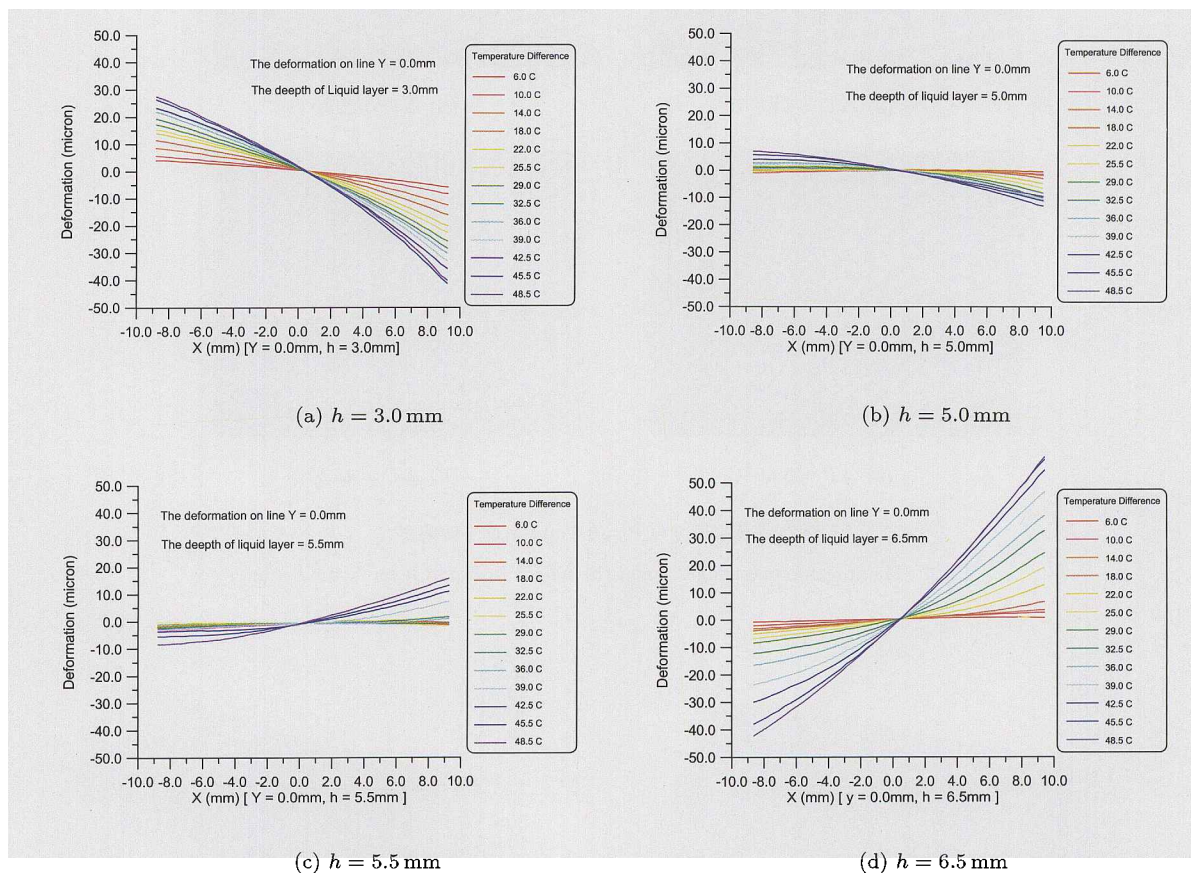 50.0
40.0
30.0
20.0
10.0
0.0
-10.0
-20.0
-30.0
-40.0
-50.0
Deformation (micron)
The deformation on line Y = 0.0mm
The deepth of Liquid layer = 3.0mm
Temperature Difference
6.0 C
10.0 C
14.0 C
18.0 C
22.0 C
25.5 C
29.0 C
32.5 C
36.0 C
39.0 C
42.5 C
45.5 C
48.5 C
-10.0 -8.0 -6.0 -4.0 -2.0 0.0 2.0 4.0 6.0 8.0 10.0
X (mm) [Y = 0.0mm, h = 3.0mm]
(a) h = 3.0 mm
50.0
40.0
30.0
20.0
10.0
0.0
-10.0
-20.0
-30.0
-40.0
-50.0
Deformation (micron)
The deformation on line Y = 0.0mm
The deepth of liquid layer = 5.0mm
Temperature Difference
6.0 C
10.0 C
14.0 C
18.0 C
22.0 C
25.5 C
29.0 C
32.5 C
36.0 C
39.0 C
42.5 C
45.5 C
48.5 C
-10.0 -8.0 -6.0 -4.0 -2.0 0.0 2.0 4.0 6.0 8.0 10.0
X (mm) [Y = 0.0mm, h = 5.0mm]
(b) h = 5.0 mm
50.0
40.0
30.0
20.0
10.0
0.0
-10.0
-20.0
-30.0
-40.0
-50.0
Deformation (micron)
The deformation on line Y = 0.0mm
The deepth of liquid layer = 5.5mm
Temperature Difference
6.0 C
10.0 C
14.0 C
18.0 C
22.0 C
25.5 C
29.0 C
32.5 C
36.0 C
39.0 C
42.5 C
45.5 C
48.5 C
-10.0 -8.0 -6.0 -4.0 -2.0 0.0 2.0 4.0 6.0 8.0 10.0
X (mm) [ Y = 0.0mm, h = 5.5mm ]
(c) h = 5.5 mm
50.0
40.0
30.0
20.0
10.0
0.0
-10.0
-20.0
-30.0
-40.0
-50.0
Deformation (micron)
The deformation on line Y = 0.0mm
The deepth of liquid layer = 6.5mm
Temperature Difference
6.0 C
10.0 C
14.0 C
18.0 C
22.0 C
25.0 C
29.0 C
32.5 C
36.0 C
39.0 C
42.5 C
45.5 C
48.5 C
-10.0 -8.0 -6.0 -4.0 -2.0 0.0 2.0 4.0 6.0 8.0 10.0
X (mm) [ y = 0.0mm, h = 6.5mm ]
(d) h = 6.5 mm